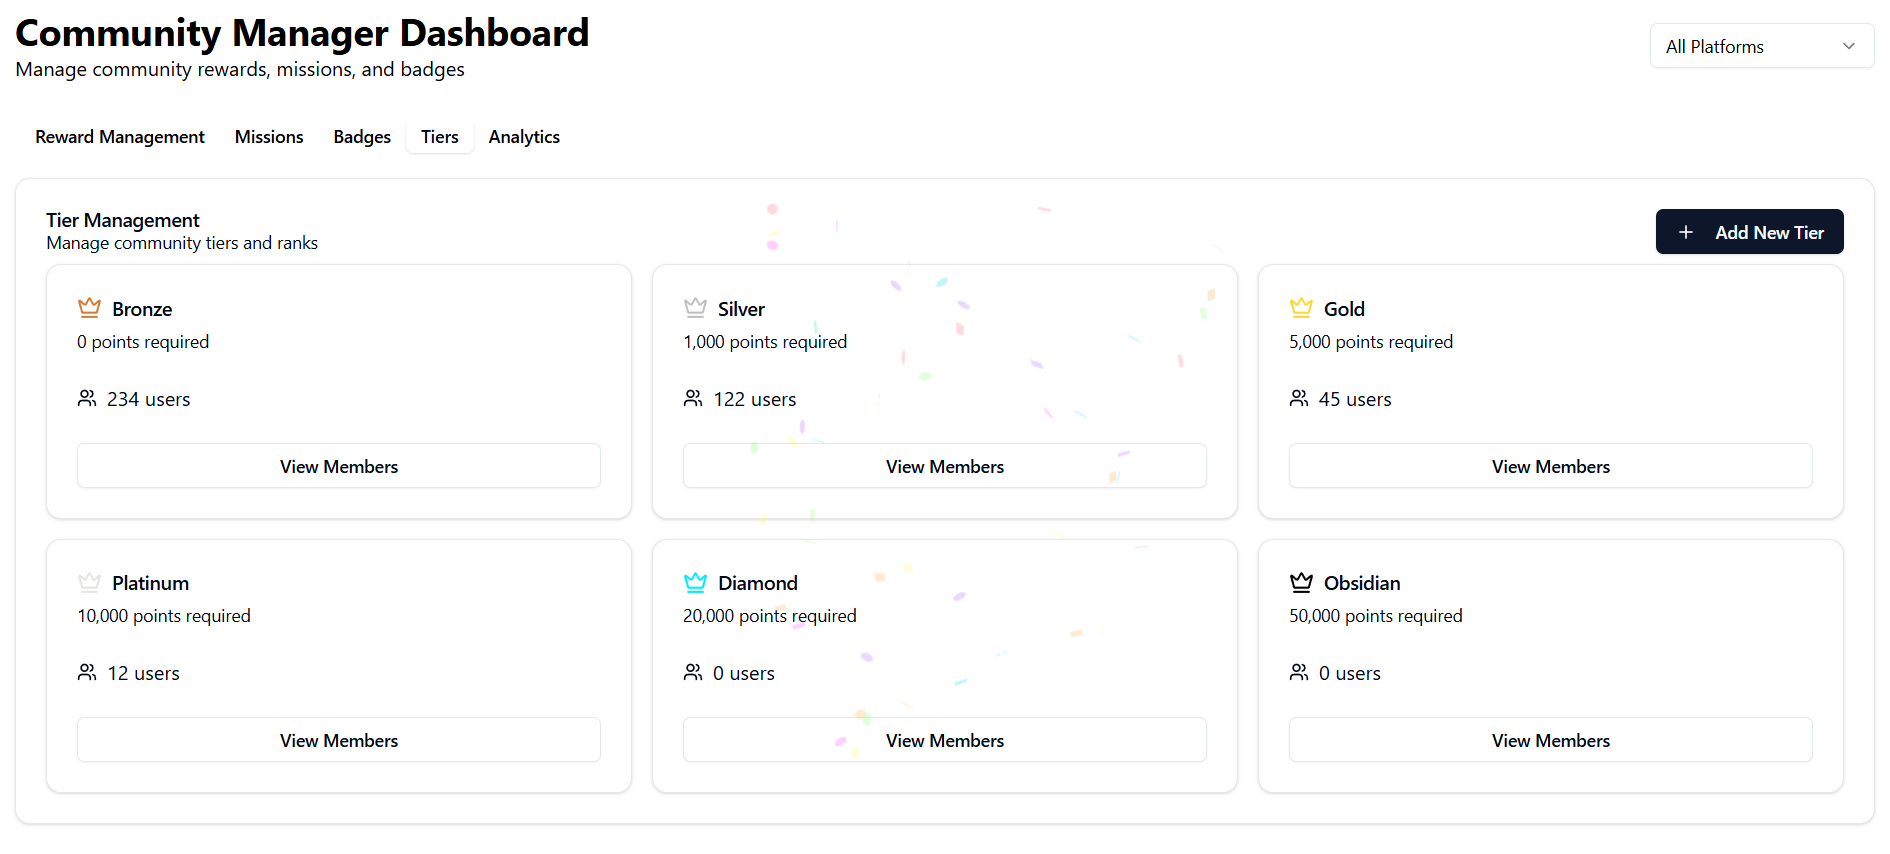 Community Manager Dashboard
Manage community rewards, missions, and badges
All Platforms
Reward Management Missions Badges Tiers Analytics
Tier Management
Manage community tiers and ranks
+ Add New Tier
Bronze
0 points required
234 users
View Members
Silver
1,000 points required
122 users
View Members
Gold
5,000 points required
45 users
View Members
Platinum
10,000 points required
12 users
View Members
Diamond
20,000 points required
0 users
View Members
Obsidian
50,000 points required
0 users
View Members